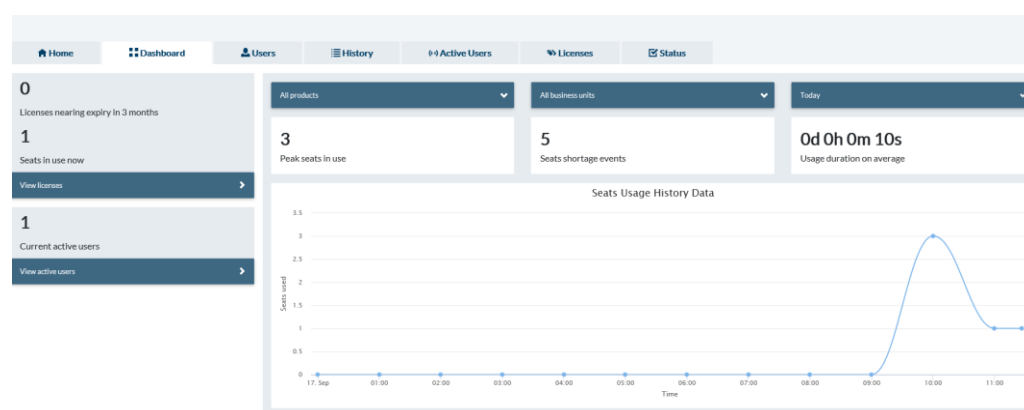 Home Dashboard Users History Active Users Licenses Status
0
Licenses nearing expiry in 3 months
1
Seats in use now
View licenses
1
Current active users
View active users
All products All business units Today
3 5 0d 0h 0m 10s
Peak seats in use Seats shortage events Usage duration on average
Seats Usage History Data
3.5
3
2.5
2
1.5
1
0.5
0
Seats used
17. Sep 01:00 02:00 03:00 04:00 05:00 06:00 07:00 08:00 09:00 10:00 11:00
Time